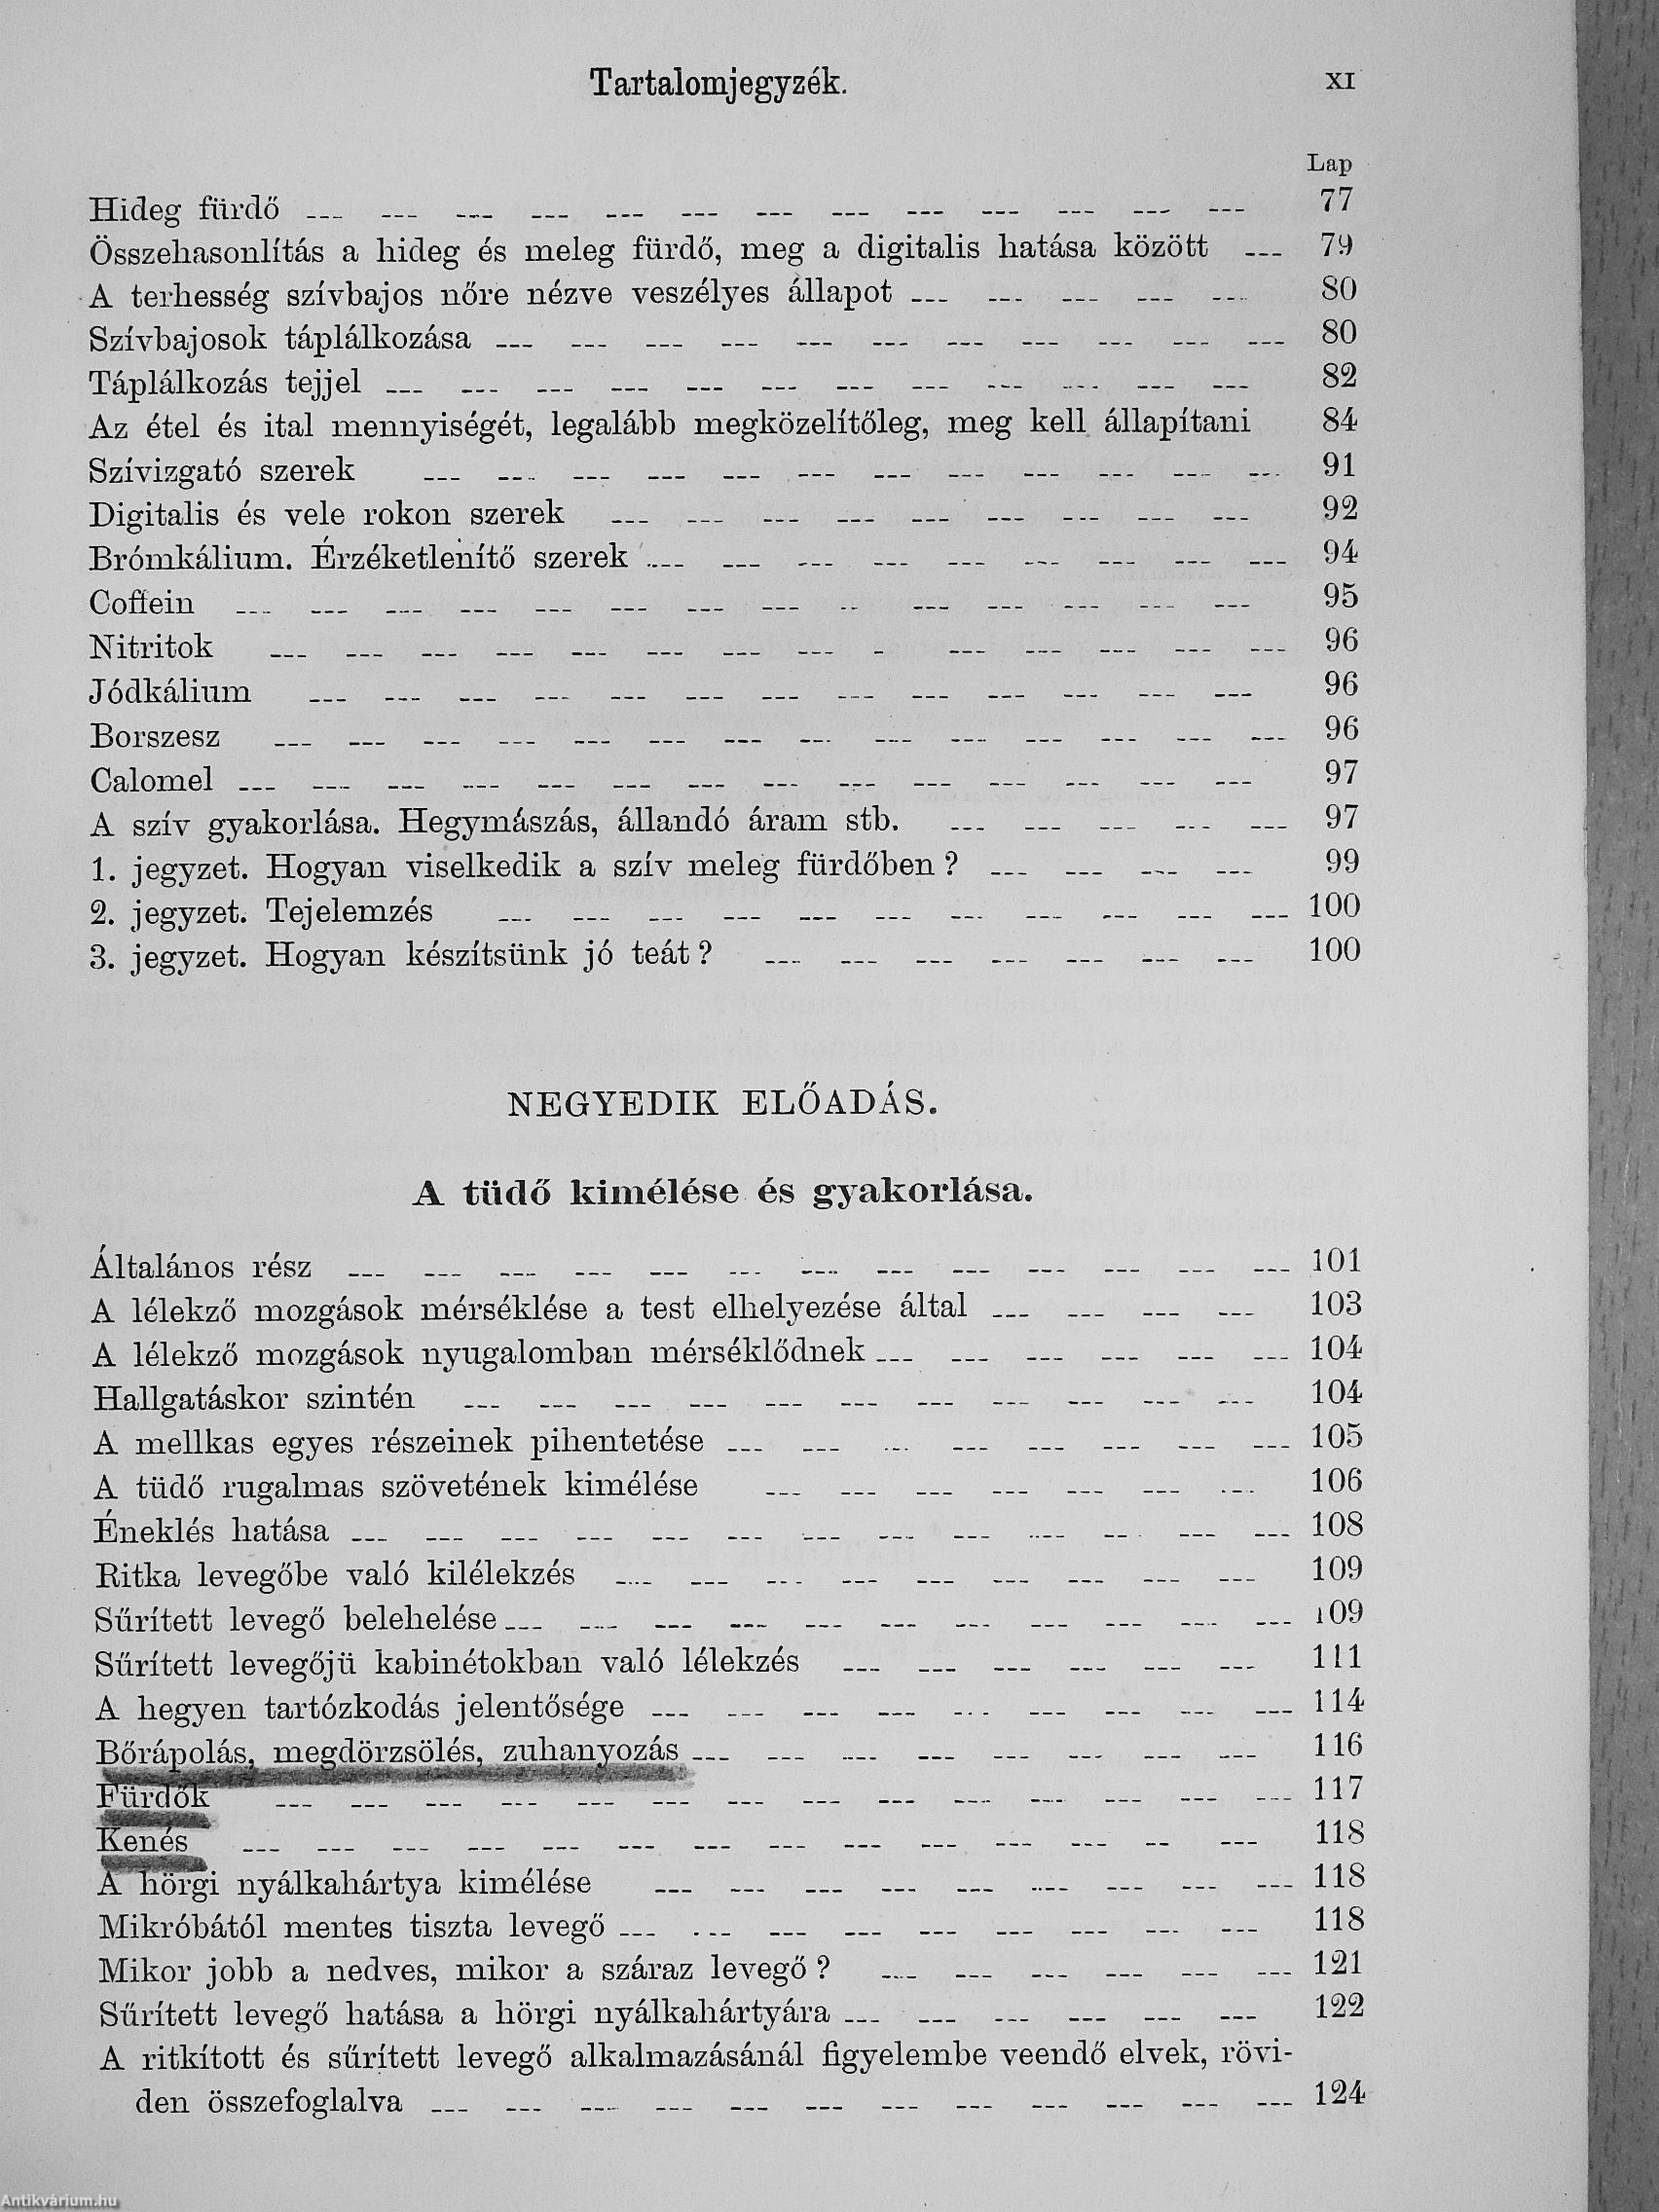 Tartalomjegyzék. XI
Lap
Hideg fürdő 77
Összehasonlítás a hideg és meleg fürdő, meg a digitalis hatása között 79
A terhesség szívbajos nőre nézve veszélyes állapot 80
Szívbajosok táplálkozása 80
Táplálkozás tejjel 82
Az étel és ital mennyiségét, legalább megközelítőleg, meg kell állapítani 84
Szívizgató szerek 91
Digitalis és vele rokon szerek 92
Brómkálium. Érzéketlenítő szerek 94
Coffein 95
Nitritok 96
Jódkálium 96
Borszesz 96
Calomel 97
A szív gyakorlása. Hegymászás, állandó áram stb. 97
1. jegyzet. Hogyan viselkedik a szív meleg fürdőben? 99
2. jegyzet. Tejelemzés 100
3. jegyzet. Hogyan készítsünk jó teát? 100
NEGYEDIK ELŐADÁS.
A tüdő kimélése és gyakorlása.
Általános rész 101
A lélekző mozgások mérséklése a test elhelyezése által 103
A lélekző mozgások nyugalomban mérséklődnek 104
Hallgatáskor szintén 104
A mellkas egyes részeinek pihentetése 105
A tüdő rugalmas szövetének kimélése 106
Éneklés hatása 108
Ritka levegőbe való kilélekzés 109
Sűrített levegő belehelése 109
Sűrített levegőjü kabinétokban való lélekzés 111
A hegyen tartózkodás jelentősége 114
Bőrápolás, megdörzsölés, zuhanyozás 116
Fürdők 117
Kenés 118
A hörgi nyálkahártya kimélése 118
Mikróbától mentes tiszta levegő 118
Mikor jobb a nedves, mikor a száraz levegő? 121
Sűrített levegő hatása a hörgi nyálkahártyára 122
A ritkított és sűrített levegő alkalmazásánál figyelembe veendő elvek, rövi-
den összefoglalva 124
Antikvárium.hu